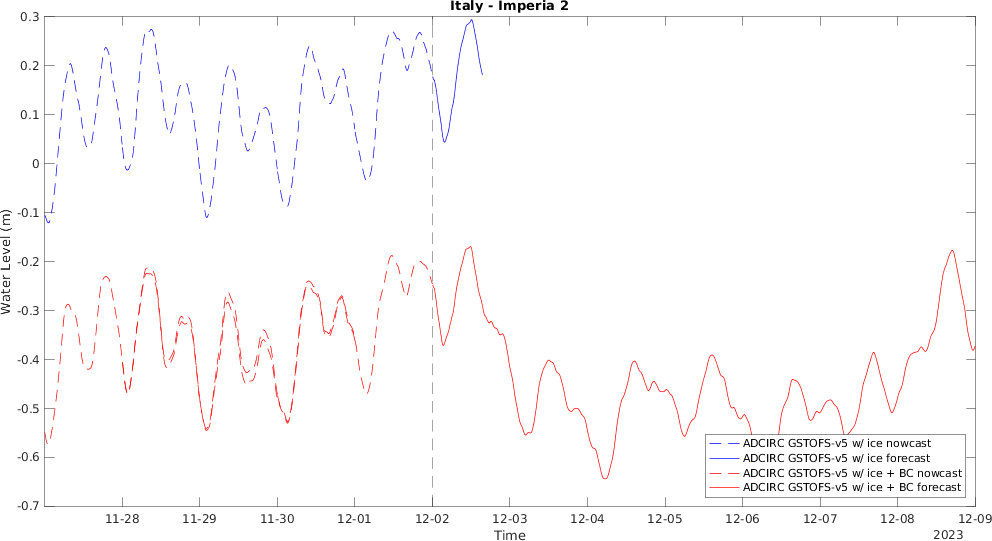 Italy - Imperia 2
0.3
0.2
0.1
0
-0.1
-0.2
-0.3
-0.4
-0.5
-0.6
-0.7
Water Level (m)
ADCIRC GSTOFS-v5 w/ ice nowcast
ADCIRC GSTOFS-v5 w/ ice forecast
ADCIRC GSTOFS-v5 w/ ice + BC nowcast
ADCIRC GSTOFS-v5 w/ ice + BC forecast
11-28 11-29 11-30 12-01 12-02 12-03 12-04 12-05 12-06 12-07 12-08 12-09
Time
2023